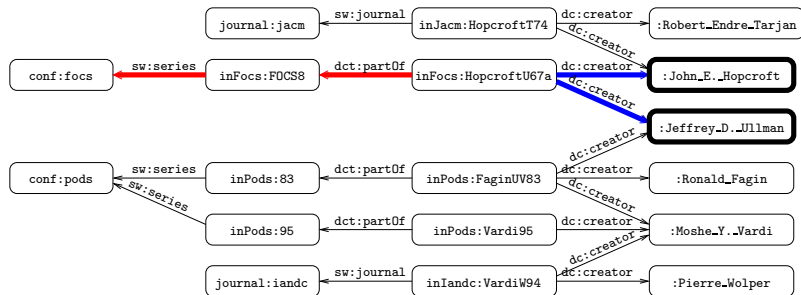 journal:jacm sw:journal inJacm:HopcroftT74 dc:creator :Robert_Endre_Tarjan
dc:creator
conf:focs sw:series inFocs:FOCS8 dct:partOf inFocs:HopcroftU67a dc:creator :John_E._Hopcroft
dc:creator
:Jeffrey_D._Ullman
dc:creator
conf:pods sw:series inPods:83 dct:partOf inPods:FaginUV83 dc:creator :Ronald_Fagin
sw:series dc:creator
inPods:95 dct:partOf inPods:Vardi95 dc:creator :Moshe_Y._Vardi
dc:creator
journal:iandc sw:journal inIandc:VardiW94 dc:creator :Pierre_Wolper